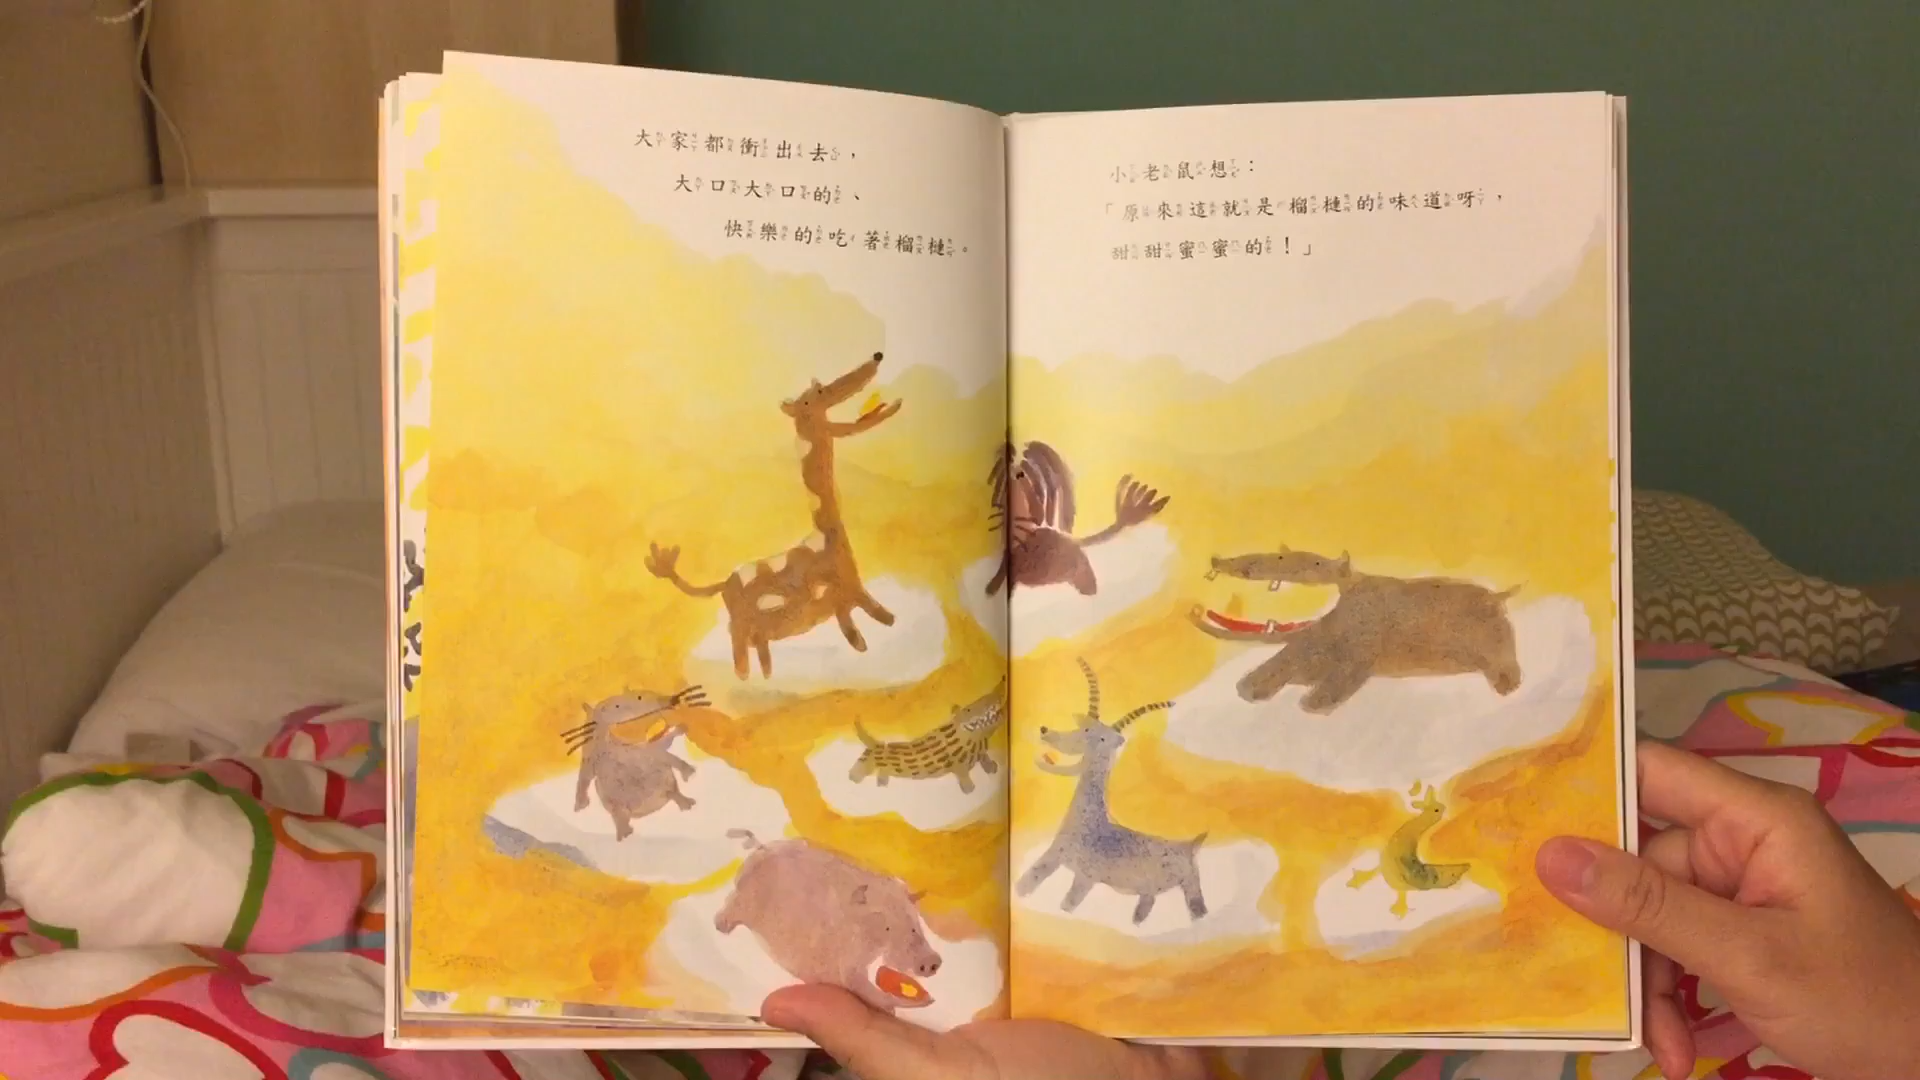 大家都衝出去，
大口大口的、
快樂的吃著榴槤。
小老鼠想：
「原來這就是榴槤的味道呀，
甜甜蜜蜜的！」